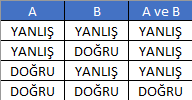 A B A ve B
YANLIŞ YANLIŞ YANLIŞ
YANLIŞ DOĞRU YANLIŞ
DOĞRU YANLIŞ YANLIŞ
DOĞRU DOĞRU DOĞRU